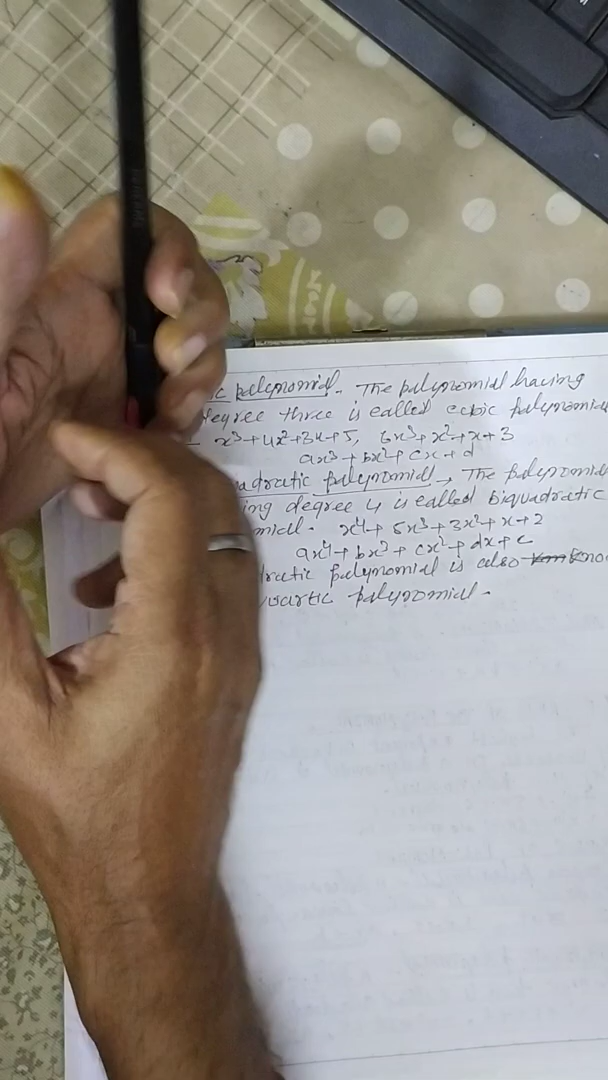 ic polynomial. The polynomial having
degree three is called cubic polynomial
x³+4x²+3x+5, 6x³+x²+x+3
ax³+bx²+cx+d
adratic polynomial, The polynomial
ing degree 4 is called biquadratic
mial. x⁴+5x³+3x²+x+2
ax⁴+bx³+cx²+dx+e
dratic polynomial is also kno
uartic polynomial.